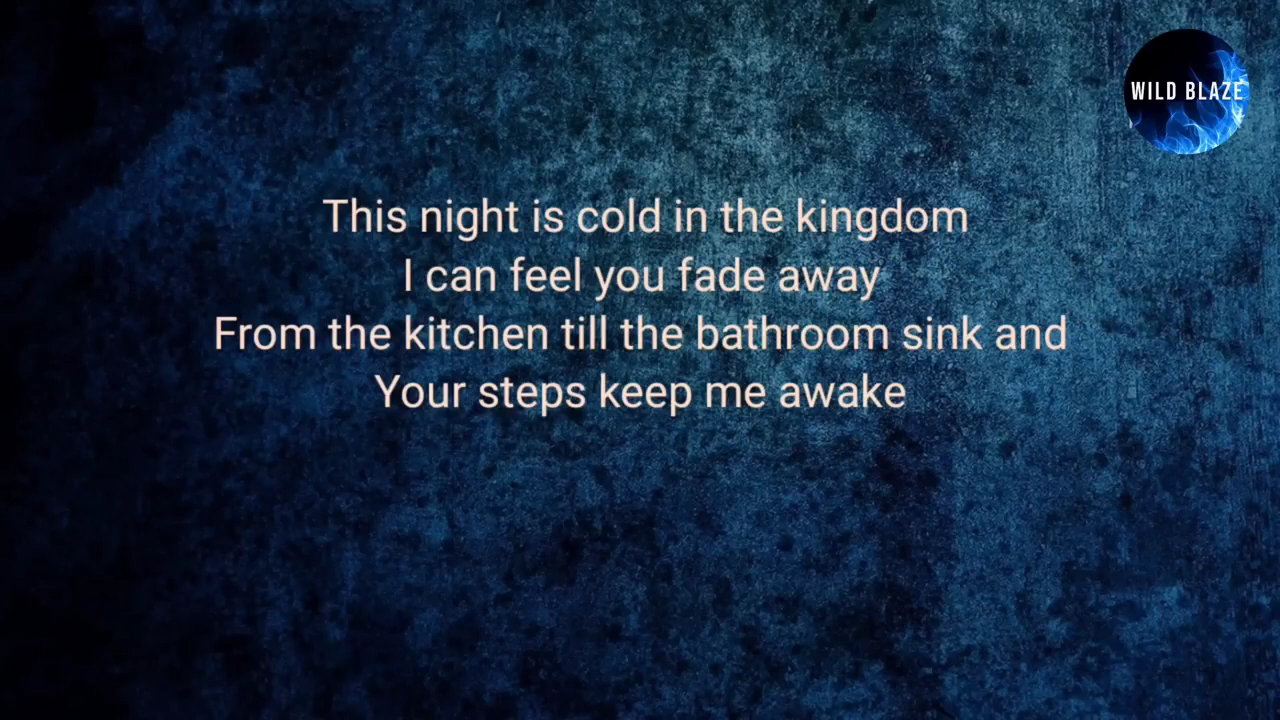 WILD BLAZE
This night is cold in the kingdom
I can feel you fade away
From the kitchen till the bathroom sink and
Your steps keep me awake